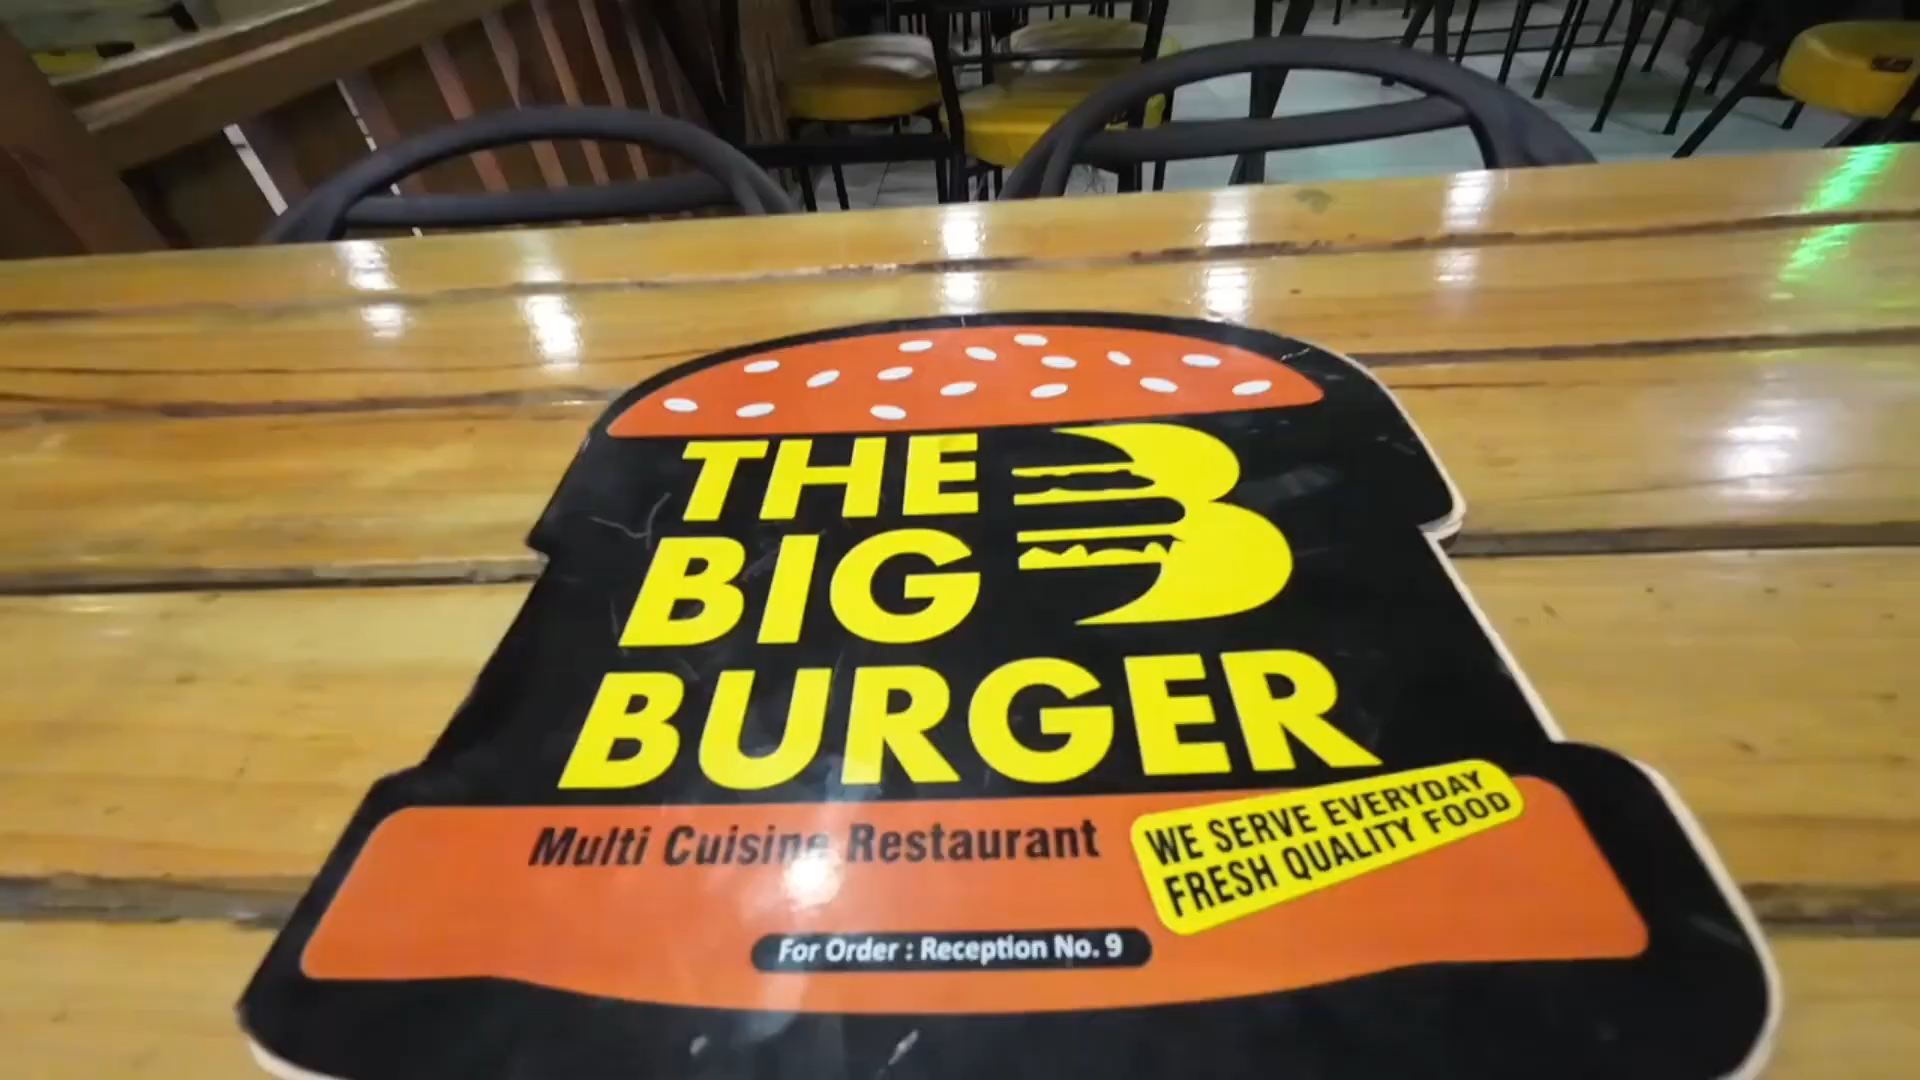 THE
BIG
BURGER
Multi Cuisine Restaurant
WE SERVE EVERYDAY
FRESH QUALITY FOOD
For Order : Reception No. 9